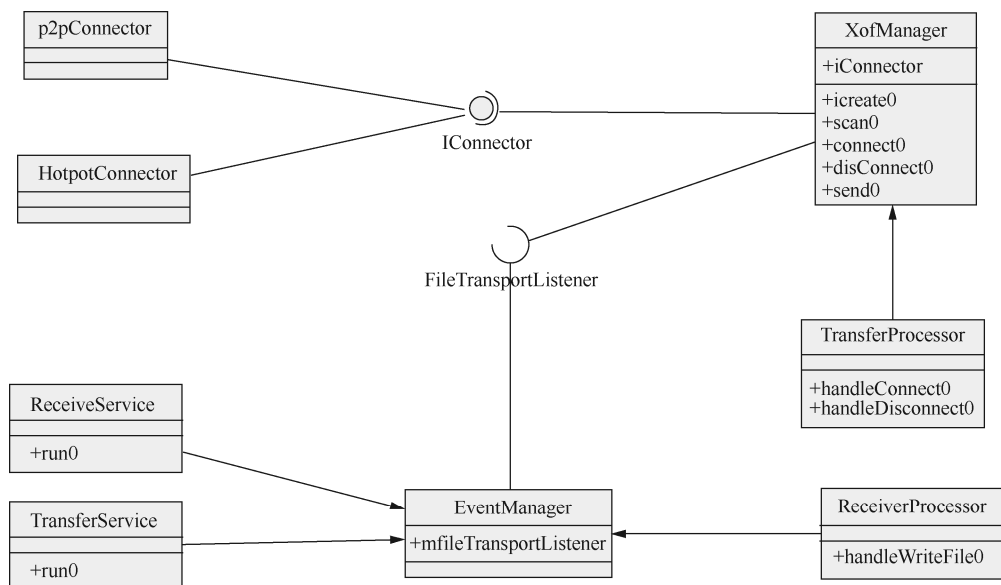 p2pConnector
HotpotConnector
IConnector
XofManager
+iConnector
+icreate0
+scan0
+connect0
+disConnect0
+send0
FileTransportListener
TransferProcessor
+handleConnect0
+handleDisconnect0
ReceiveService
+run0
TransferService
+run0
EventManager
+mfileTransportListener
ReceiverProcessor
+handleWriteFile0